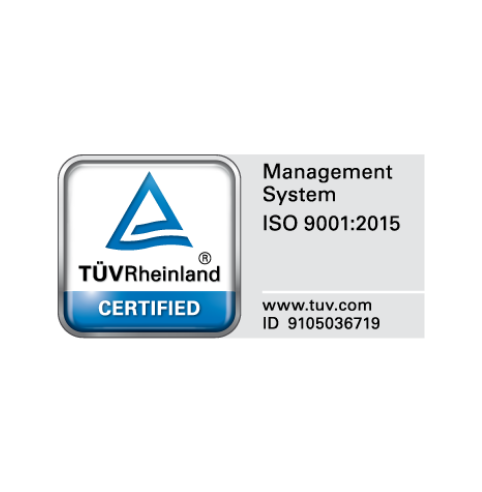 TÜVRheinland®
CERTIFIED
Management
System
ISO 9001:2015
www.tuv.com
ID 9105036719